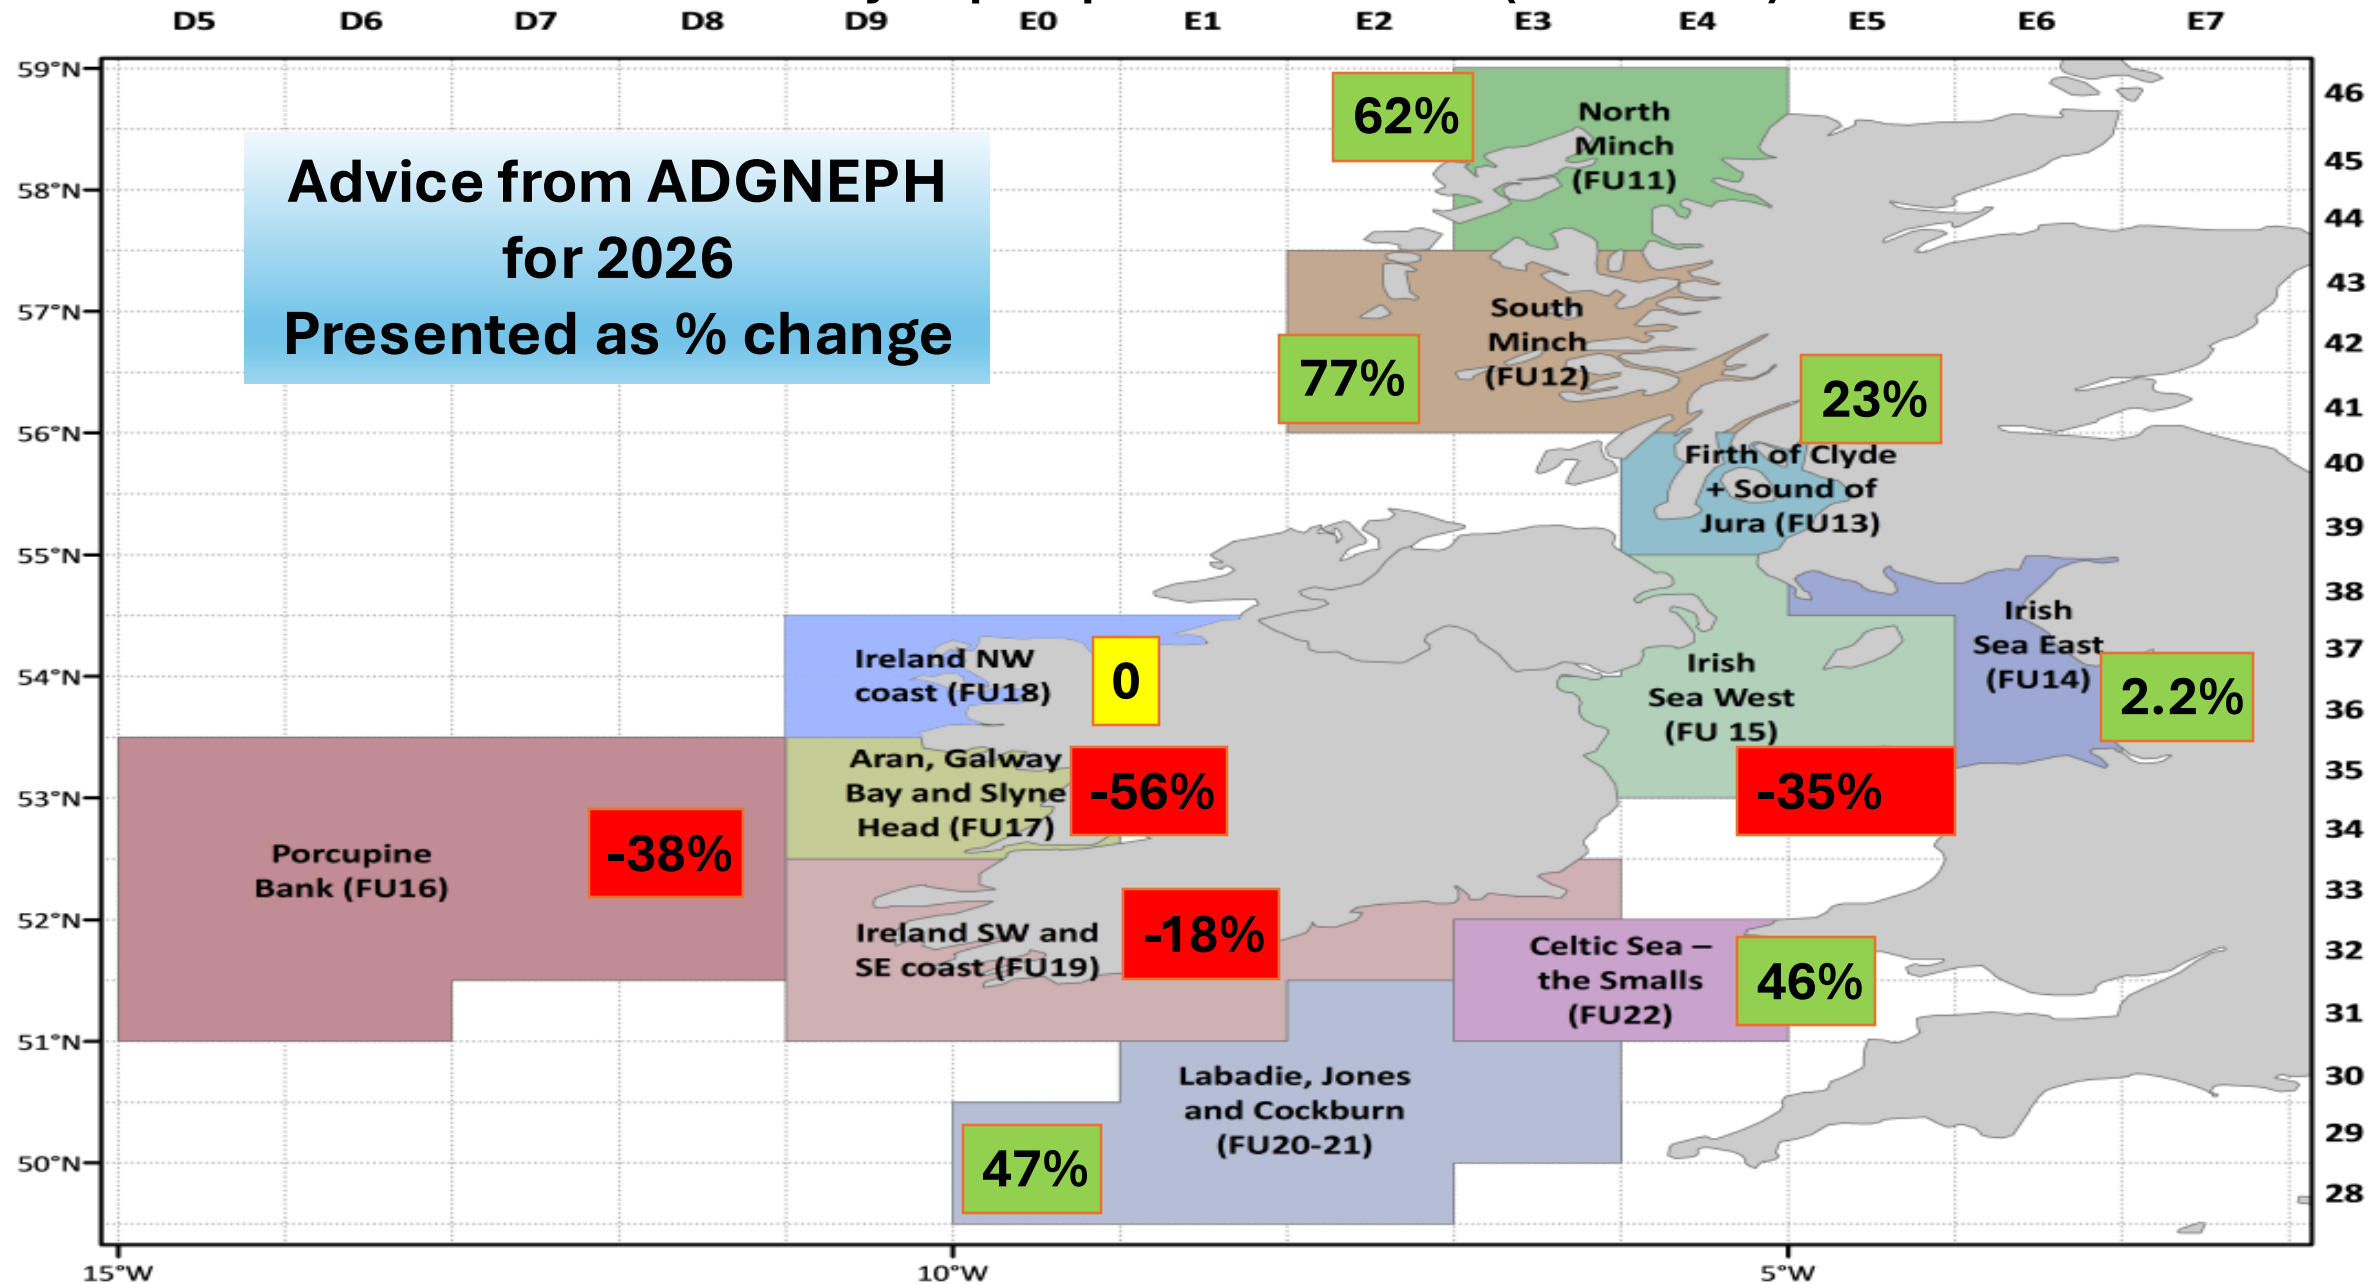 D5 D6 D7 D8 D9 E0 E1 E2 E3 E4 E5 E6 E7
59°N
58°N
57°N
56°N
55°N
54°N
53°N
52°N
51°N
50°N
46
45
44
43
42
41
40
39
38
37
36
35
34
33
32
31
30
29
28
15°W 10°W 5°W
Advice from ADGNEPH
for 2026
Presented as % change
62%
North
Minch
(FU11)
South
Minch
(FU12)
77%
23%
Firth of Clyde
+ Sound of
Jura (FU13)
Irish
Sea East
(FU14)
2.2%
Irish
Sea West
(FU 15)
-35%
Ireland NW
coast (FU18)
0
Aran, Galway
Bay and Slyne
Head (FU17)
-56%
Porcupine
Bank (FU16)
-38%
Ireland SW and
SE coast (FU19)
-18%
Celtic Sea –
the Smalls
(FU22)
46%
Labadie, Jones
and Cockburn
(FU20-21)
47%